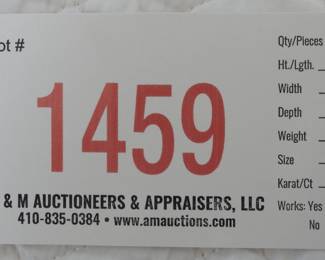 ot #
1459
& M AUCTIONEERS & APPRAISERS, LLC
410-835-0384 • www.amauctions.com
Qty/Pieces
Ht./Lgth.
Width
Depth
Weight
Size
Karat/Ct
Works: Yes
No